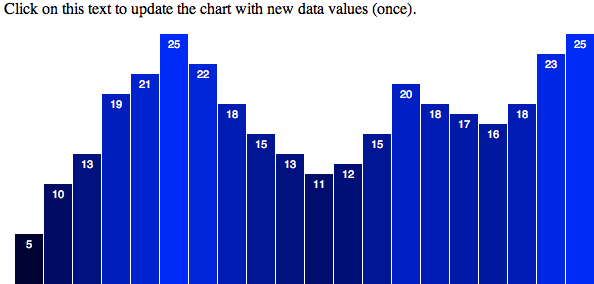 Click on this text to update the chart with new data values (once).
5 10 13 19 21 25 22 18 15 13 11 12 15 20 18 17 16 18 23 25